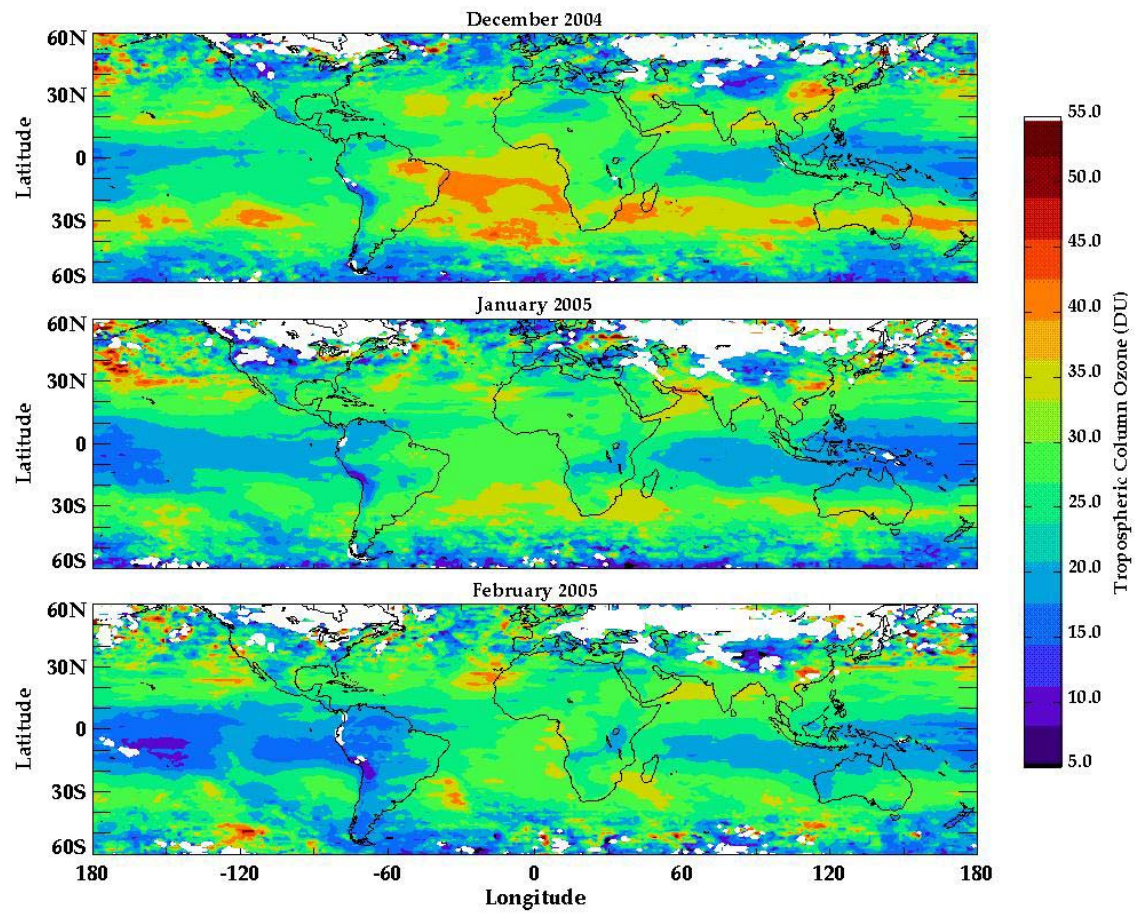 December 2004
60N
30N
0
30S
60S
Latitude
January 2005
60N
30N
0
30S
60S
Latitude
February 2005
60N
30N
0
30S
60S
Latitude
180 -120 -60 0 60 120 180
Longitude
55.0
50.0
45.0
40.0
35.0
30.0
25.0
20.0
15.0
10.0
5.0
Tropospheric Column Ozone (DU)